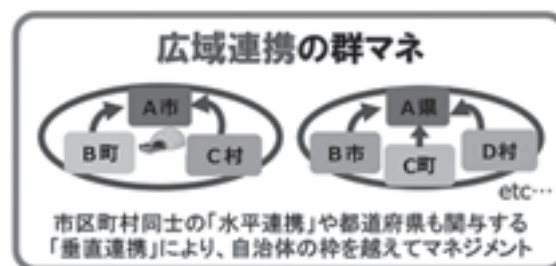 広域連携の群マネ
A市
A県
B町
C村
B市
C町
D村
etc…
市区町村同士の「水平連携」や都道府県も関与する
「垂直連携」により、自治体の枠を越えてマネジメント